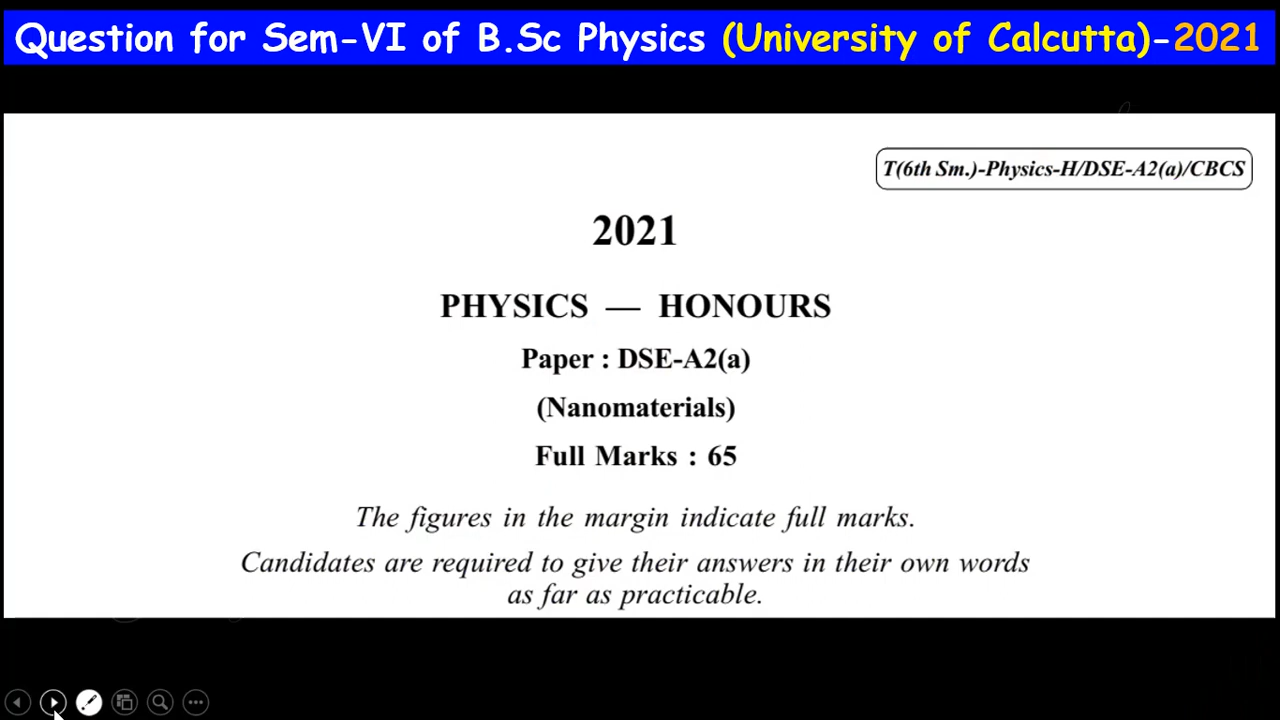 Question for Sem-VI of B.Sc Physics (University of Calcutta)-2021
T(6th Sm.)-Physics-H/DSE-A2(a)/CBCS
2021
PHYSICS — HONOURS
Paper : DSE-A2(a)
(Nanomaterials)
Full Marks : 65
The figures in the margin indicate full marks.
Candidates are required to give their answers in their own words
as far as practicable.